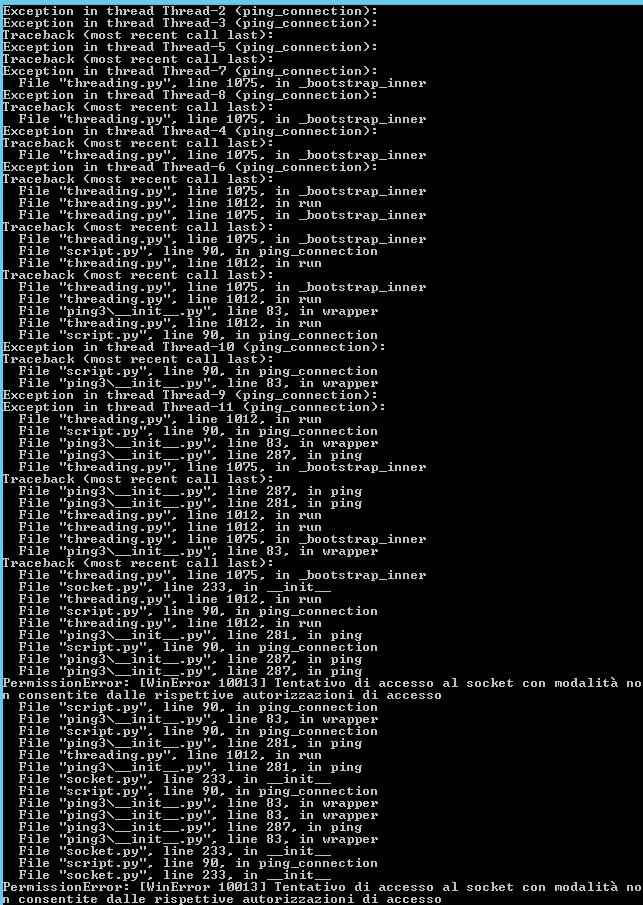 Exception in thread Thread-2 (ping_connection):
Exception in thread Thread-3 (ping_connection):
Traceback (most recent call last):
Exception in thread Thread-5 (ping_connection):
Traceback (most recent call last):
Exception in thread Thread-7 (ping_connection):
  File "threading.py", line 1075, in _bootstrap_inner
Exception in thread Thread-8 (ping_connection):
Traceback (most recent call last):
  File "threading.py", line 1075, in _bootstrap_inner
Exception in thread Thread-4 (ping_connection):
Traceback (most recent call last):
  File "threading.py", line 1075, in _bootstrap_inner
Exception in thread Thread-6 (ping_connection):
Traceback (most recent call last):
  File "threading.py", line 1075, in _bootstrap_inner
  File "threading.py", line 1012, in run
  File "threading.py", line 1075, in _bootstrap_inner
Traceback (most recent call last):
  File "threading.py", line 1075, in _bootstrap_inner
  File "script.py", line 90, in ping_connection
  File "threading.py", line 1012, in run
Traceback (most recent call last):
  File "threading.py", line 1075, in _bootstrap_inner
  File "threading.py", line 1012, in run
  File "ping3\__init__.py", line 83, in wrapper
  File "threading.py", line 1012, in run
  File "script.py", line 90, in ping_connection
Exception in thread Thread-10 (ping_connection):
Traceback (most recent call last):
  File "script.py", line 90, in ping_connection
  File "ping3\__init__.py", line 83, in wrapper
Exception in thread Thread-9 (ping_connection):
Exception in thread Thread-11 (ping_connection):
  File "threading.py", line 1012, in run
  File "script.py", line 90, in ping_connection
  File "ping3\__init__.py", line 83, in wrapper
  File "ping3\__init__.py", line 287, in ping
  File "threading.py", line 1075, in _bootstrap_inner
Traceback (most recent call last):
  File "ping3\__init__.py", line 287, in ping
  File "ping3\__init__.py", line 281, in ping
  File "threading.py", line 1012, in run
  File "threading.py", line 1012, in run
  File "threading.py", line 1075, in _bootstrap_inner
  File "ping3\__init__.py", line 83, in wrapper
Traceback (most recent call last):
  File "threading.py", line 1075, in _bootstrap_inner
  File "socket.py", line 233, in __init__
  File "threading.py", line 1012, in run
  File "script.py", line 90, in ping_connection
  File "threading.py", line 1012, in run
  File "ping3\__init__.py", line 281, in ping
  File "script.py", line 90, in ping_connection
  File "ping3\__init__.py", line 287, in ping
  File "ping3\__init__.py", line 287, in ping
PermissionError: [WinError 10013] Tentativo di accesso al socket con modalità no
n consentite dalle rispettive autorizzazioni di accesso
  File "script.py", line 90, in ping_connection
  File "ping3\__init__.py", line 83, in wrapper
  File "script.py", line 90, in ping_connection
  File "ping3\__init__.py", line 281, in ping
  File "threading.py", line 1012, in run
  File "ping3\__init__.py", line 281, in ping
  File "socket.py", line 233, in __init__
  File "script.py", line 90, in ping_connection
  File "ping3\__init__.py", line 83, in wrapper
  File "ping3\__init__.py", line 83, in wrapper
  File "ping3\__init__.py", line 287, in ping
  File "ping3\__init__.py", line 83, in wrapper
  File "socket.py", line 233, in __init__
  File "script.py", line 90, in ping_connection
  File "socket.py", line 233, in __init__
PermissionError: [WinError 10013] Tentativo di accesso al socket con modalità no
n consentite dalle rispettive autorizzazioni di accesso